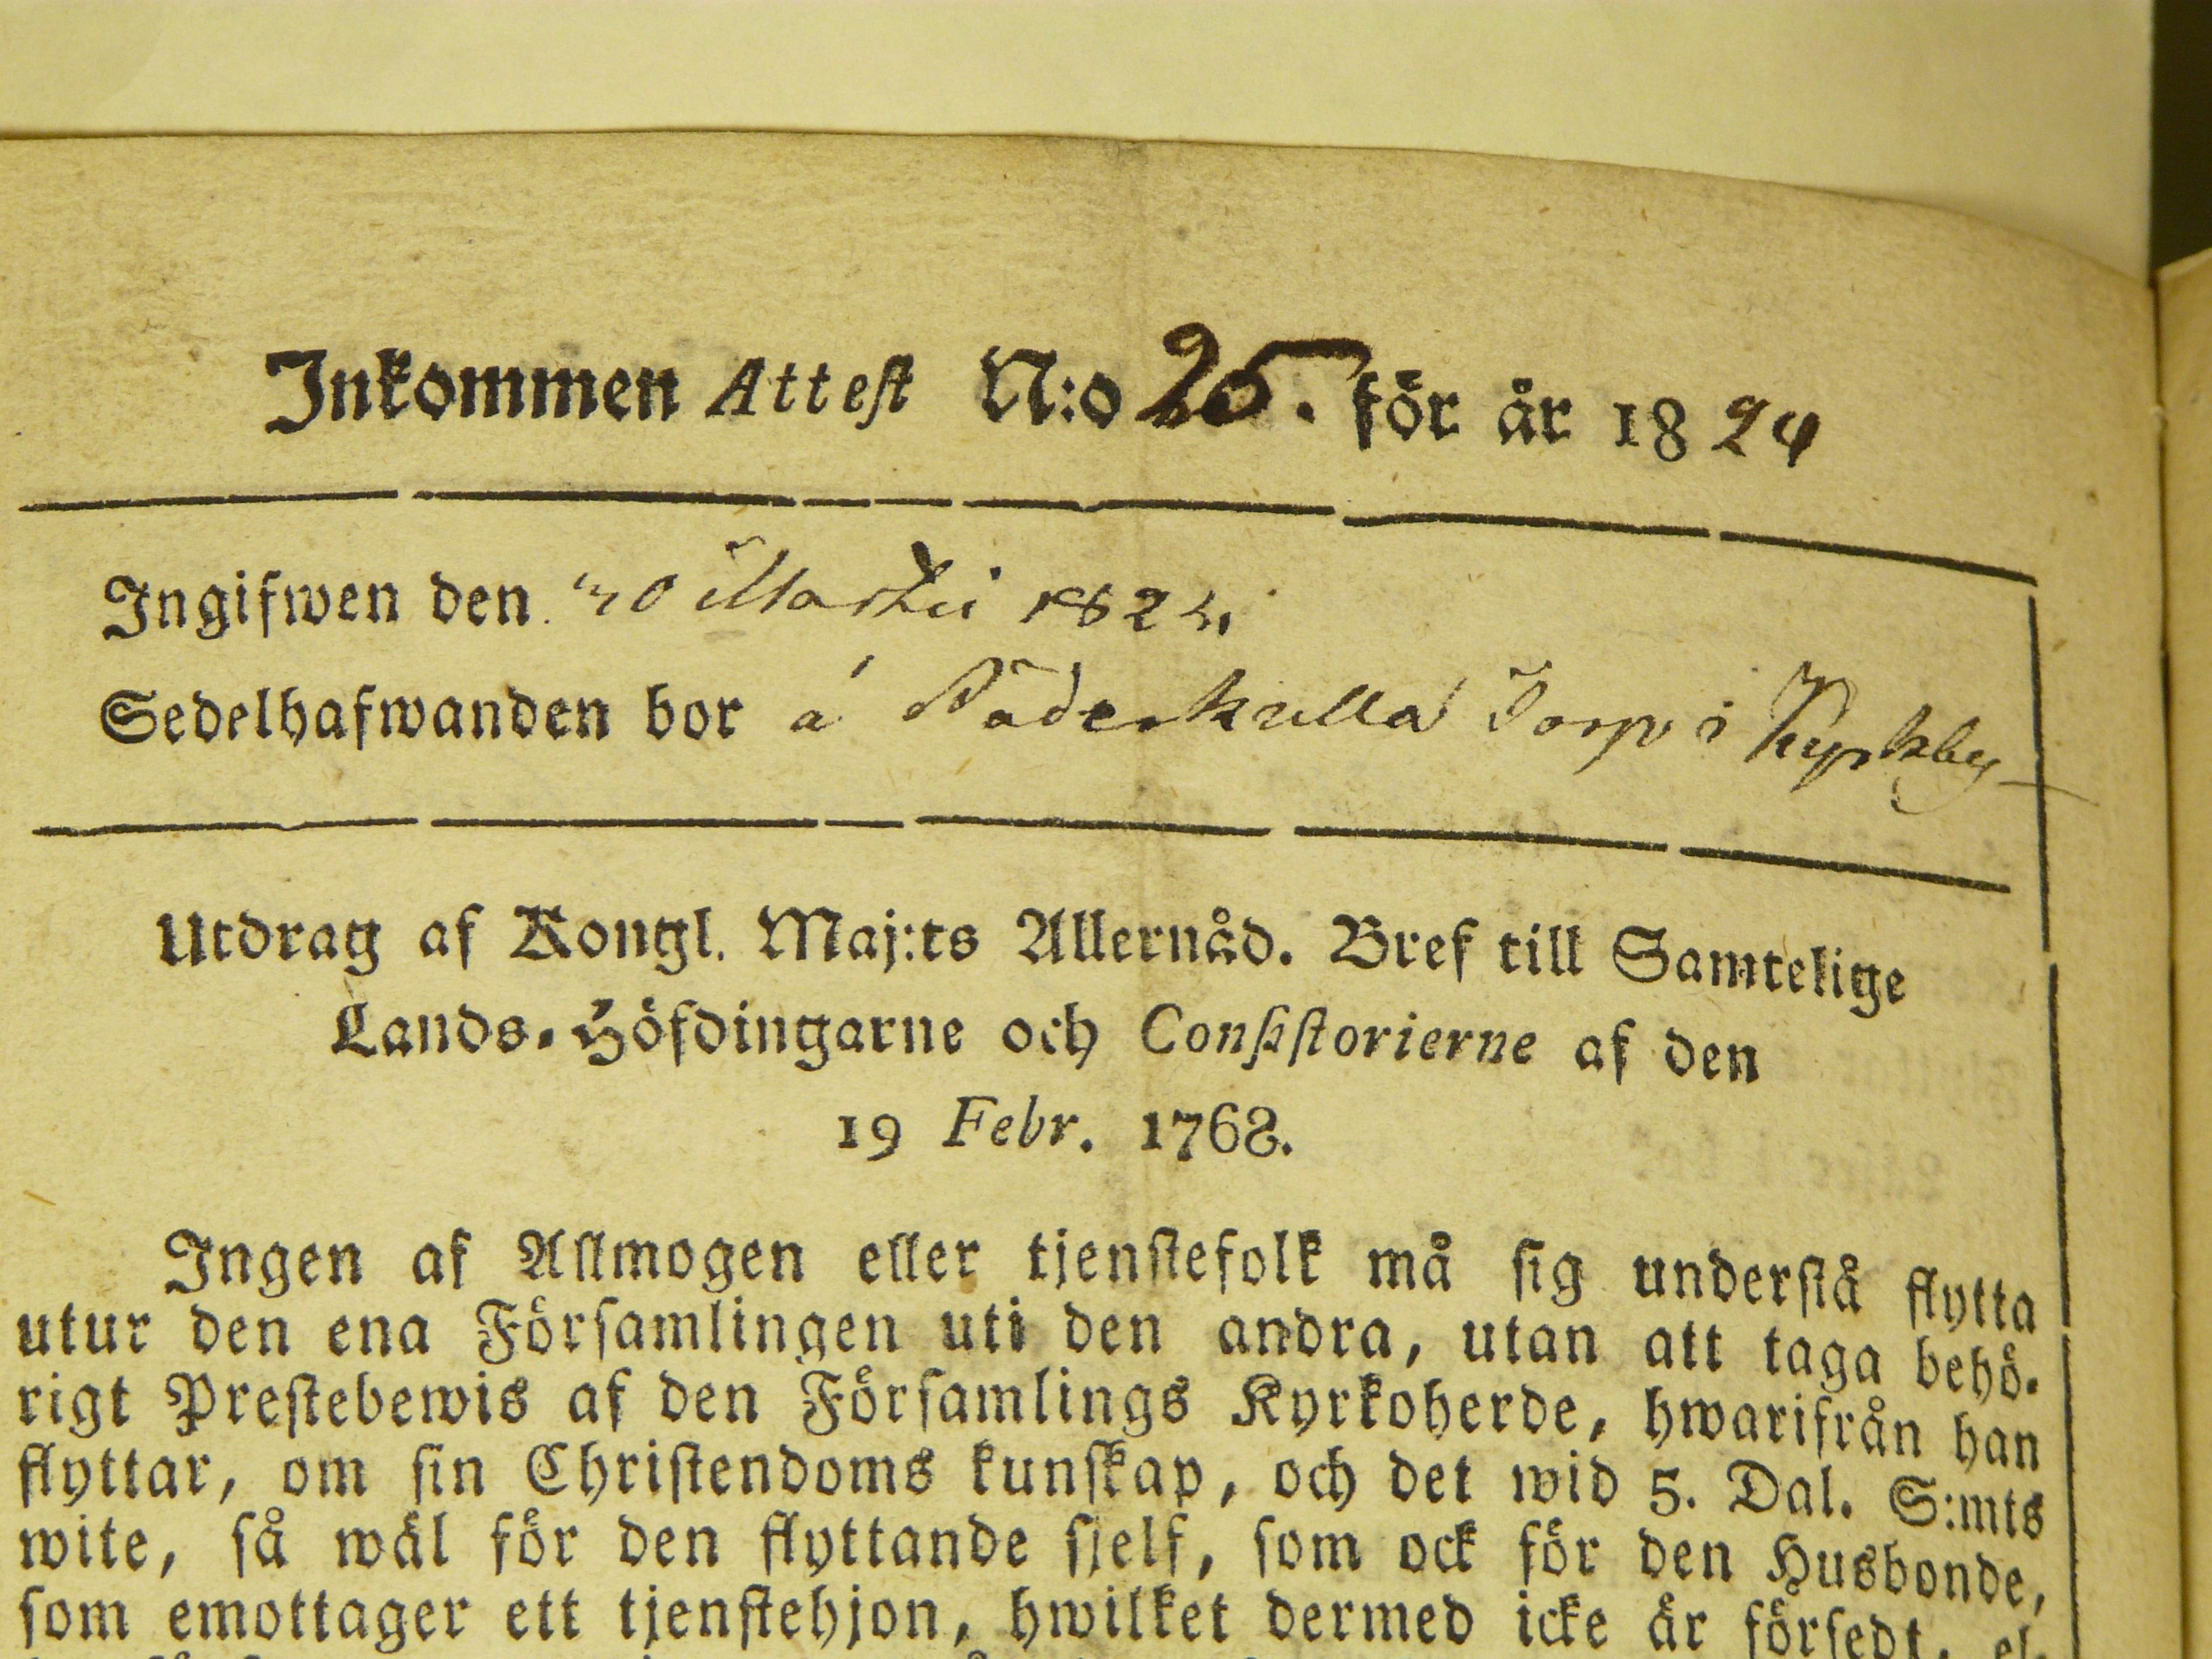 Inkommen Attest N:o 25. för år 1824
Ingifwen den 30 Martii 1824
Sedelhafwanden bor å Söderkulla Torp i Kyrkby
Utdrag af Kongl. Maj:ts Allernåd. Bref till Samtelige
Lands-Höfdingarne och Consistorierne af den
19 Febr. 1768.
Ingen af Allmogen eller tjenstefolk må sig understå flytta
utur den ena Församlingen uti den andra, utan att taga behö-
rigt Prestebewis af den Församlings Kyrkoherde, hwarifrån han
flyttar, om sin Christendoms kunskap, och det wid 5. Dal. S:mts
wite, så wäl för den flyttande sjelf, som ock för den Husbonde,
som emottager ett tjenstehjon, hwilket dermed icke är försedt, el-